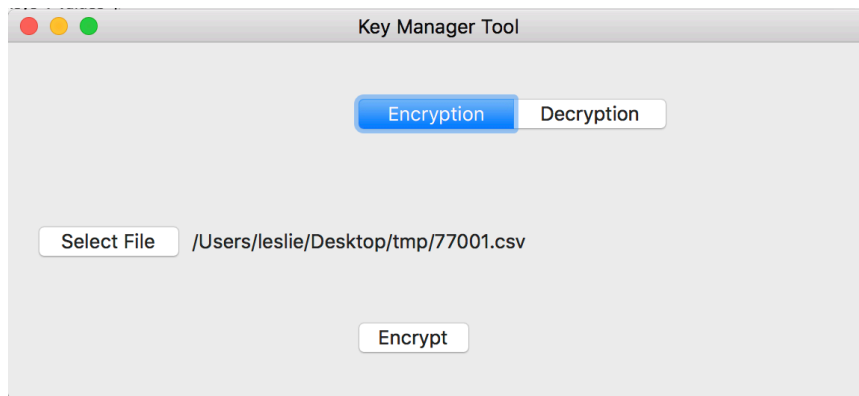 Key Manager Tool
Encryption Decryption
Select File /Users/leslie/Desktop/tmp/77001.csv
Encrypt